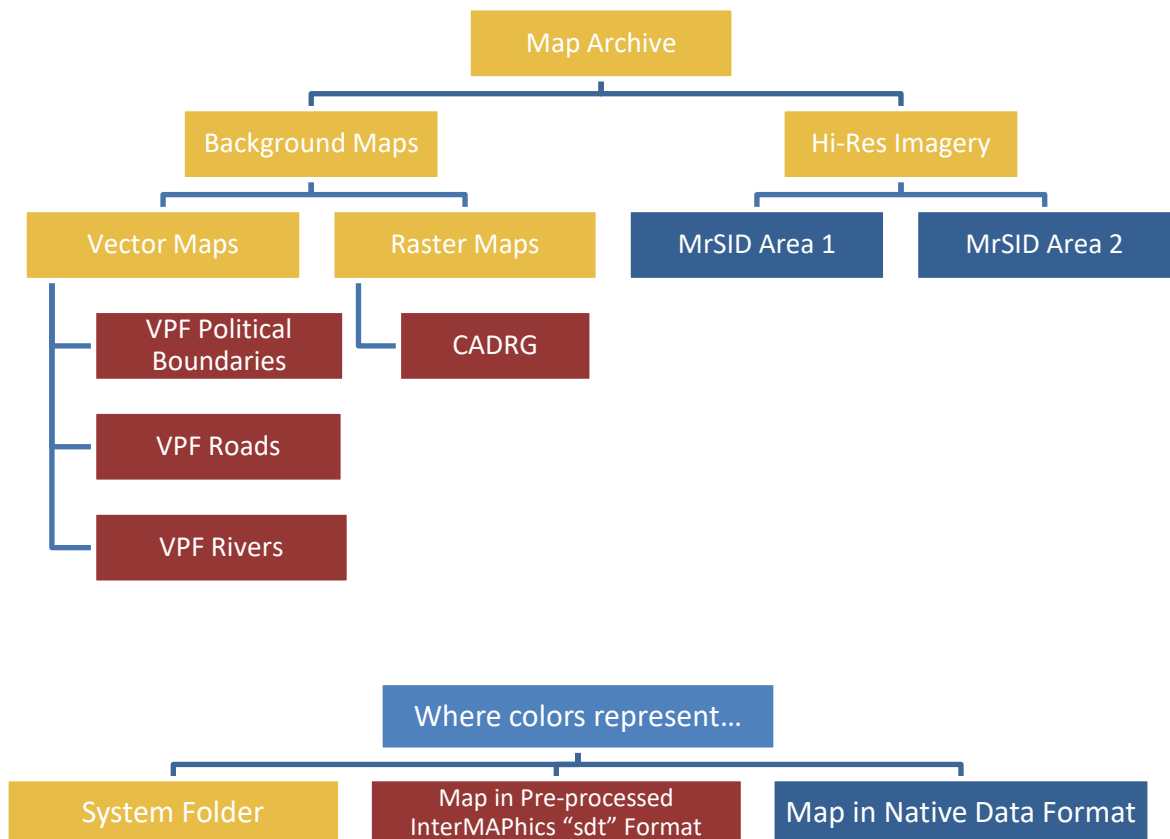 Map Archive
Background Maps
Hi-Res Imagery
Vector Maps
Raster Maps
MrSID Area 1
MrSID Area 2
VPF Political
Boundaries
CADRG
VPF Roads
VPF Rivers
Where colors represent…
System Folder
Map in Pre-processed
InterMAPhics “sdt” Format
Map in Native Data Format